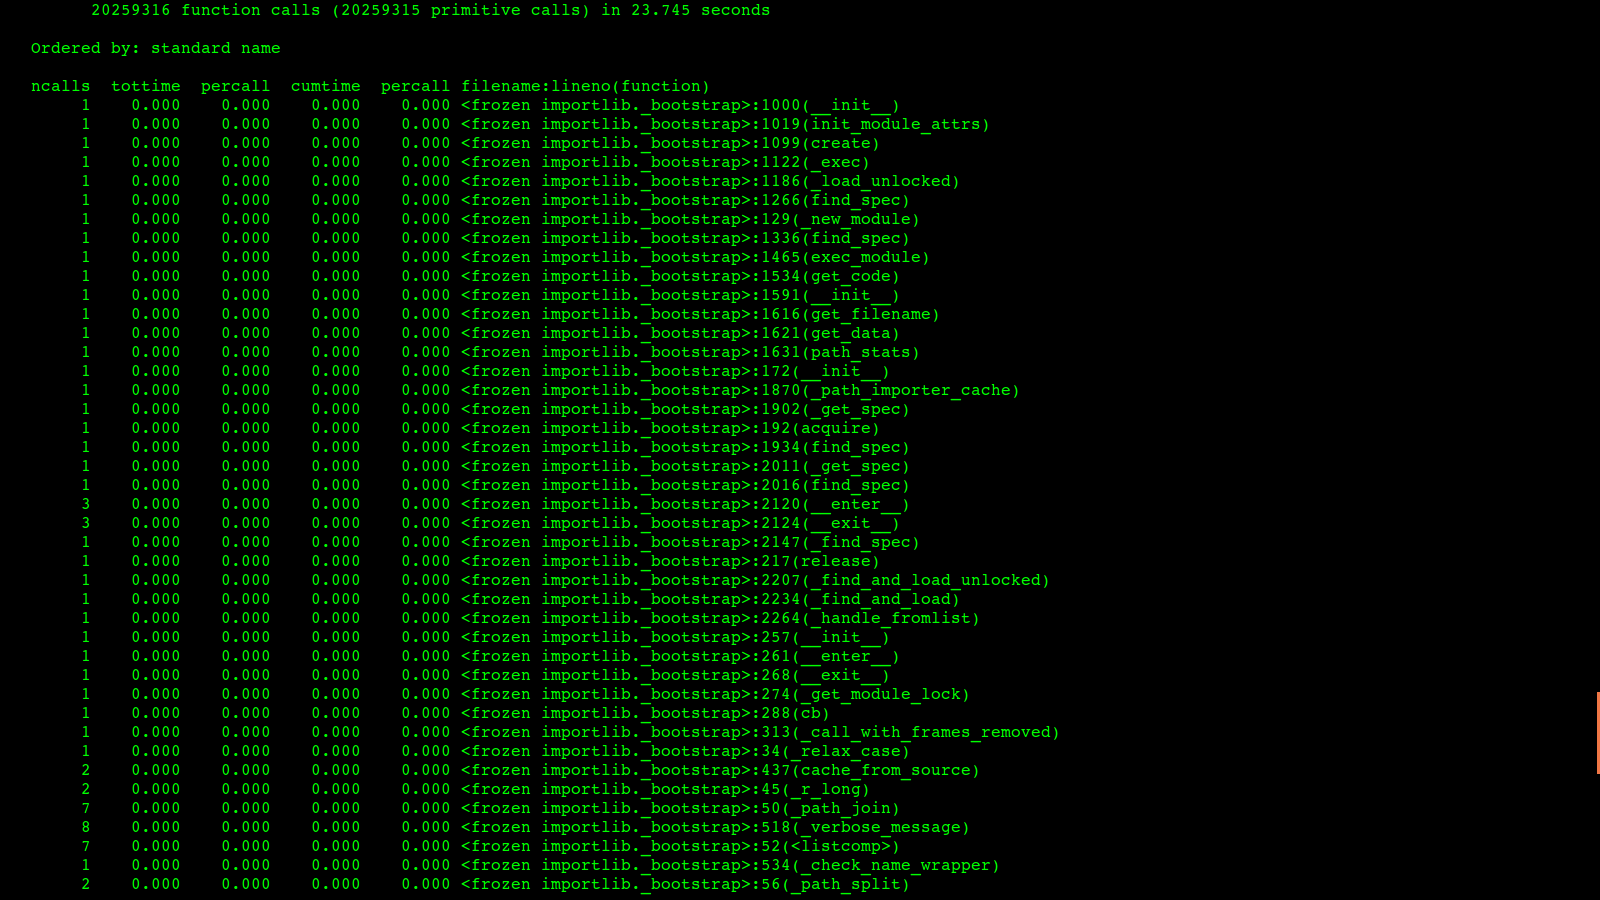 20259316 function calls (20259315 primitive calls) in 23.745 seconds
Ordered by: standard name
ncalls  tottime  percall  cumtime  percall filename:lineno(function)
1    0.000    0.000    0.000    0.000 <frozen importlib._bootstrap>:1000(__init__)
1    0.000    0.000    0.000    0.000 <frozen importlib._bootstrap>:1019(init_module_attrs)
1    0.000    0.000    0.000    0.000 <frozen importlib._bootstrap>:1099(create)
1    0.000    0.000    0.000    0.000 <frozen importlib._bootstrap>:1122(_exec)
1    0.000    0.000    0.000    0.000 <frozen importlib._bootstrap>:1186(_load_unlocked)
1    0.000    0.000    0.000    0.000 <frozen importlib._bootstrap>:1266(find_spec)
1    0.000    0.000    0.000    0.000 <frozen importlib._bootstrap>:129(_new_module)
1    0.000    0.000    0.000    0.000 <frozen importlib._bootstrap>:1336(find_spec)
1    0.000    0.000    0.000    0.000 <frozen importlib._bootstrap>:1465(exec_module)
1    0.000    0.000    0.000    0.000 <frozen importlib._bootstrap>:1534(get_code)
1    0.000    0.000    0.000    0.000 <frozen importlib._bootstrap>:1591(__init__)
1    0.000    0.000    0.000    0.000 <frozen importlib._bootstrap>:1616(get_filename)
1    0.000    0.000    0.000    0.000 <frozen importlib._bootstrap>:1621(get_data)
1    0.000    0.000    0.000    0.000 <frozen importlib._bootstrap>:1631(path_stats)
1    0.000    0.000    0.000    0.000 <frozen importlib._bootstrap>:172(__init__)
1    0.000    0.000    0.000    0.000 <frozen importlib._bootstrap>:1870(_path_importer_cache)
1    0.000    0.000    0.000    0.000 <frozen importlib._bootstrap>:1902(_get_spec)
1    0.000    0.000    0.000    0.000 <frozen importlib._bootstrap>:192(acquire)
1    0.000    0.000    0.000    0.000 <frozen importlib._bootstrap>:1934(find_spec)
1    0.000    0.000    0.000    0.000 <frozen importlib._bootstrap>:2011(_get_spec)
1    0.000    0.000    0.000    0.000 <frozen importlib._bootstrap>:2016(find_spec)
3    0.000    0.000    0.000    0.000 <frozen importlib._bootstrap>:2120(__enter__)
3    0.000    0.000    0.000    0.000 <frozen importlib._bootstrap>:2124(__exit__)
1    0.000    0.000    0.000    0.000 <frozen importlib._bootstrap>:2147(_find_spec)
1    0.000    0.000    0.000    0.000 <frozen importlib._bootstrap>:217(release)
1    0.000    0.000    0.000    0.000 <frozen importlib._bootstrap>:2207(_find_and_load_unlocked)
1    0.000    0.000    0.000    0.000 <frozen importlib._bootstrap>:2234(_find_and_load)
1    0.000    0.000    0.000    0.000 <frozen importlib._bootstrap>:2264(_handle_fromlist)
1    0.000    0.000    0.000    0.000 <frozen importlib._bootstrap>:257(__init__)
1    0.000    0.000    0.000    0.000 <frozen importlib._bootstrap>:261(__enter__)
1    0.000    0.000    0.000    0.000 <frozen importlib._bootstrap>:268(__exit__)
1    0.000    0.000    0.000    0.000 <frozen importlib._bootstrap>:274(_get_module_lock)
1    0.000    0.000    0.000    0.000 <frozen importlib._bootstrap>:288(cb)
1    0.000    0.000    0.000    0.000 <frozen importlib._bootstrap>:313(_call_with_frames_removed)
1    0.000    0.000    0.000    0.000 <frozen importlib._bootstrap>:34(_relax_case)
2    0.000    0.000    0.000    0.000 <frozen importlib._bootstrap>:437(cache_from_source)
2    0.000    0.000    0.000    0.000 <frozen importlib._bootstrap>:45(_r_long)
7    0.000    0.000    0.000    0.000 <frozen importlib._bootstrap>:50(_path_join)
8    0.000    0.000    0.000    0.000 <frozen importlib._bootstrap>:518(_verbose_message)
7    0.000    0.000    0.000    0.000 <frozen importlib._bootstrap>:52(<listcomp>)
1    0.000    0.000    0.000    0.000 <frozen importlib._bootstrap>:534(_check_name_wrapper)
2    0.000    0.000    0.000    0.000 <frozen importlib._bootstrap>:56(_path_split)